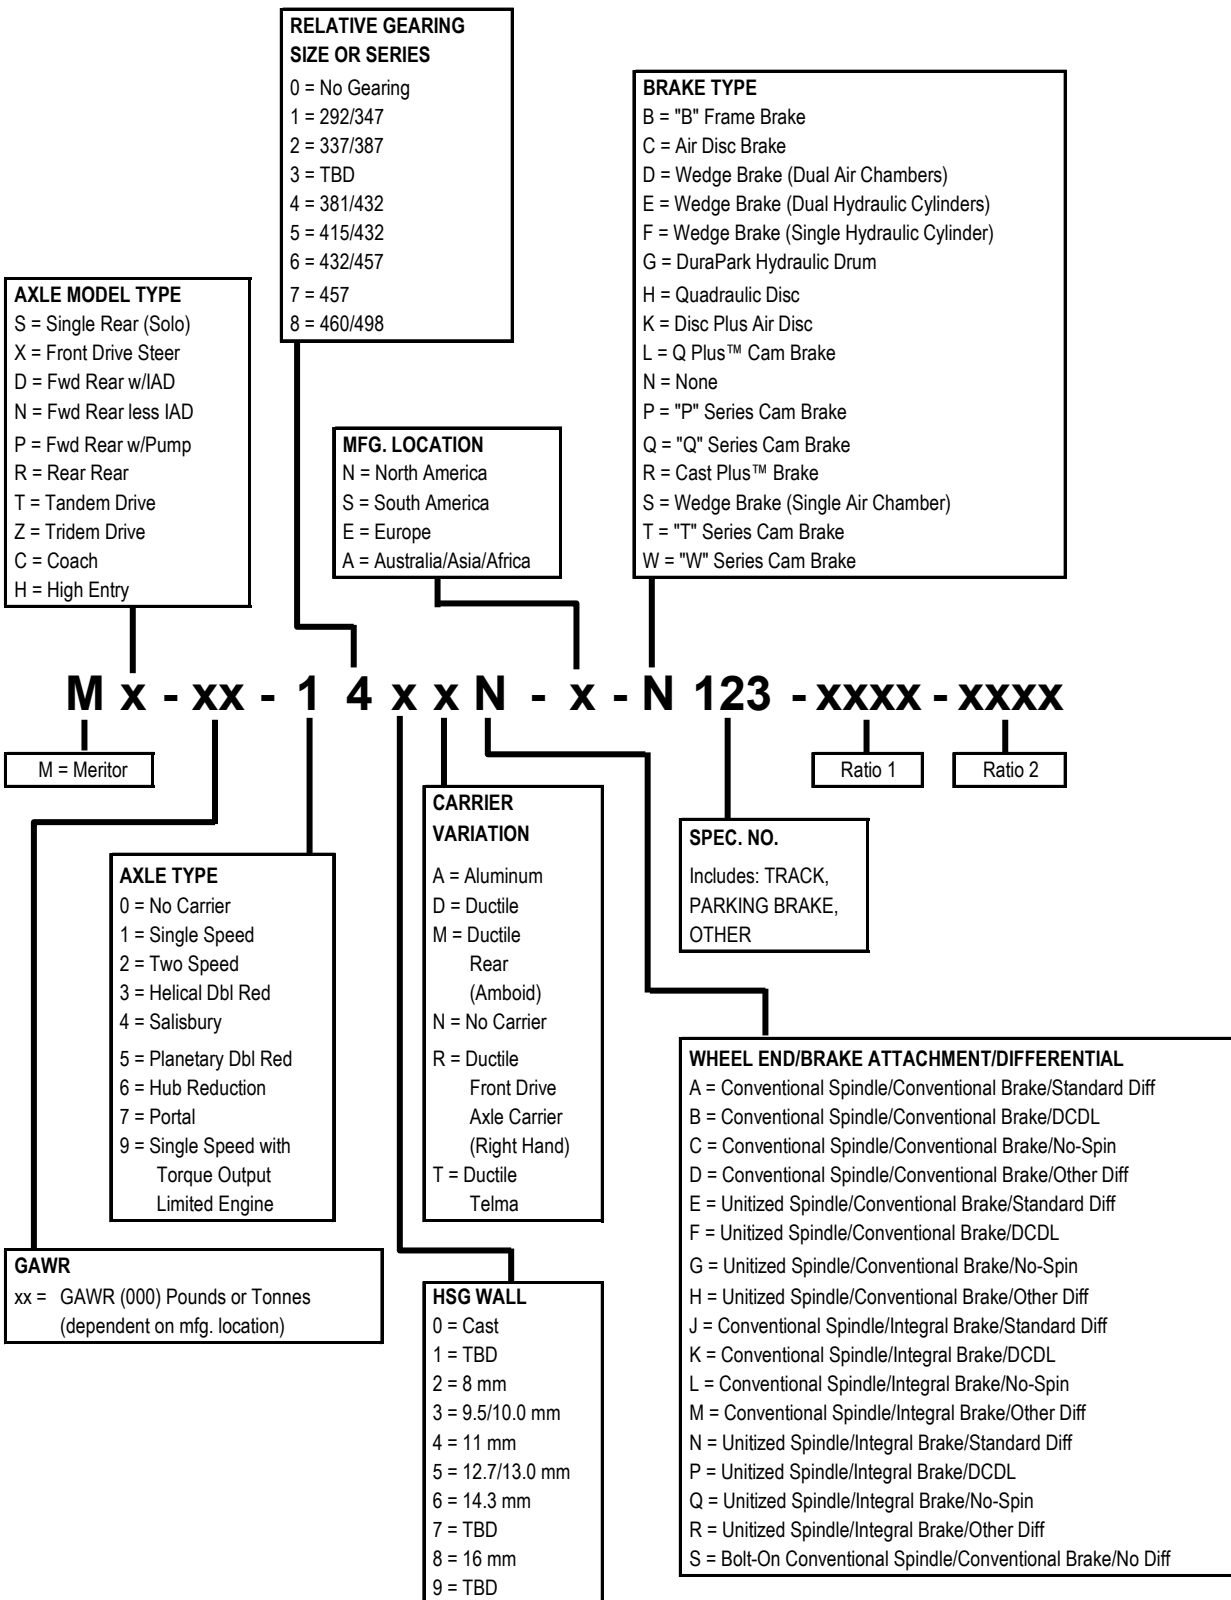 RELATIVE GEARING
SIZE OR SERIES
0 = No Gearing
1 = 292/347
2 = 337/387
3 = TBD
4 = 381/432
5 = 415/432
6 = 432/457
7 = 457
8 = 460/498
BRAKE TYPE
B = "B" Frame Brake
C = Air Disc Brake
D = Wedge Brake (Dual Air Chambers)
E = Wedge Brake (Dual Hydraulic Cylinders)
F = Wedge Brake (Single Hydraulic Cylinder)
G = DuraPark Hydraulic Drum
H = Quadraulic Disc
K = Disc Plus Air Disc
L = Q Plus™ Cam Brake
N = None
P = "P" Series Cam Brake
Q = "Q" Series Cam Brake
R = Cast Plus™ Brake
S = Wedge Brake (Single Air Chamber)
T = "T" Series Cam Brake
W = "W" Series Cam Brake
AXLE MODEL TYPE
S = Single Rear (Solo)
X = Front Drive Steer
D = Fwd Rear w/IAD
N = Fwd Rear less IAD
P = Fwd Rear w/Pump
R = Rear Rear
T = Tandem Drive
Z = Tridem Drive
C = Coach
H = High Entry
MFG. LOCATION
N = North America
S = South America
E = Europe
A = Australia/Asia/Africa
M x - xx - 1 4 x x N - x - N 123 - xxxx - xxxx
M = Meritor
Ratio 1
Ratio 2
CARRIER
VARIATION
A = Aluminum
D = Ductile
M = Ductile
Rear
(Amboid)
N = No Carrier
R = Ductile
Front Drive
Axle Carrier
(Right Hand)
T = Ductile
Telma
SPEC. NO.
Includes: TRACK,
PARKING BRAKE,
OTHER
AXLE TYPE
0 = No Carrier
1 = Single Speed
2 = Two Speed
3 = Helical Dbl Red
4 = Salisbury
5 = Planetary Dbl Red
6 = Hub Reduction
7 = Portal
9 = Single Speed with
Torque Output
Limited Engine
WHEEL END/BRAKE ATTACHMENT/DIFFERENTIAL
A = Conventional Spindle/Conventional Brake/Standard Diff
B = Conventional Spindle/Conventional Brake/DCDL
C = Conventional Spindle/Conventional Brake/No-Spin
D = Conventional Spindle/Conventional Brake/Other Diff
E = Unitized Spindle/Conventional Brake/Standard Diff
F = Unitized Spindle/Conventional Brake/DCDL
G = Unitized Spindle/Conventional Brake/No-Spin
H = Unitized Spindle/Conventional Brake/Other Diff
J = Conventional Spindle/Integral Brake/Standard Diff
K = Conventional Spindle/Integral Brake/DCDL
L = Conventional Spindle/Integral Brake/No-Spin
M = Conventional Spindle/Integral Brake/Other Diff
N = Unitized Spindle/Integral Brake/Standard Diff
P = Unitized Spindle/Integral Brake/DCDL
Q = Unitized Spindle/Integral Brake/No-Spin
R = Unitized Spindle/Integral Brake/Other Diff
S = Bolt-On Conventional Spindle/Conventional Brake/No Diff
GAWR
xx = GAWR (000) Pounds or Tonnes
(dependent on mfg. location)
HSG WALL
0 = Cast
1 = TBD
2 = 8 mm
3 = 9.5/10.0 mm
4 = 11 mm
5 = 12.7/13.0 mm
6 = 14.3 mm
7 = TBD
8 = 16 mm
9 = TBD